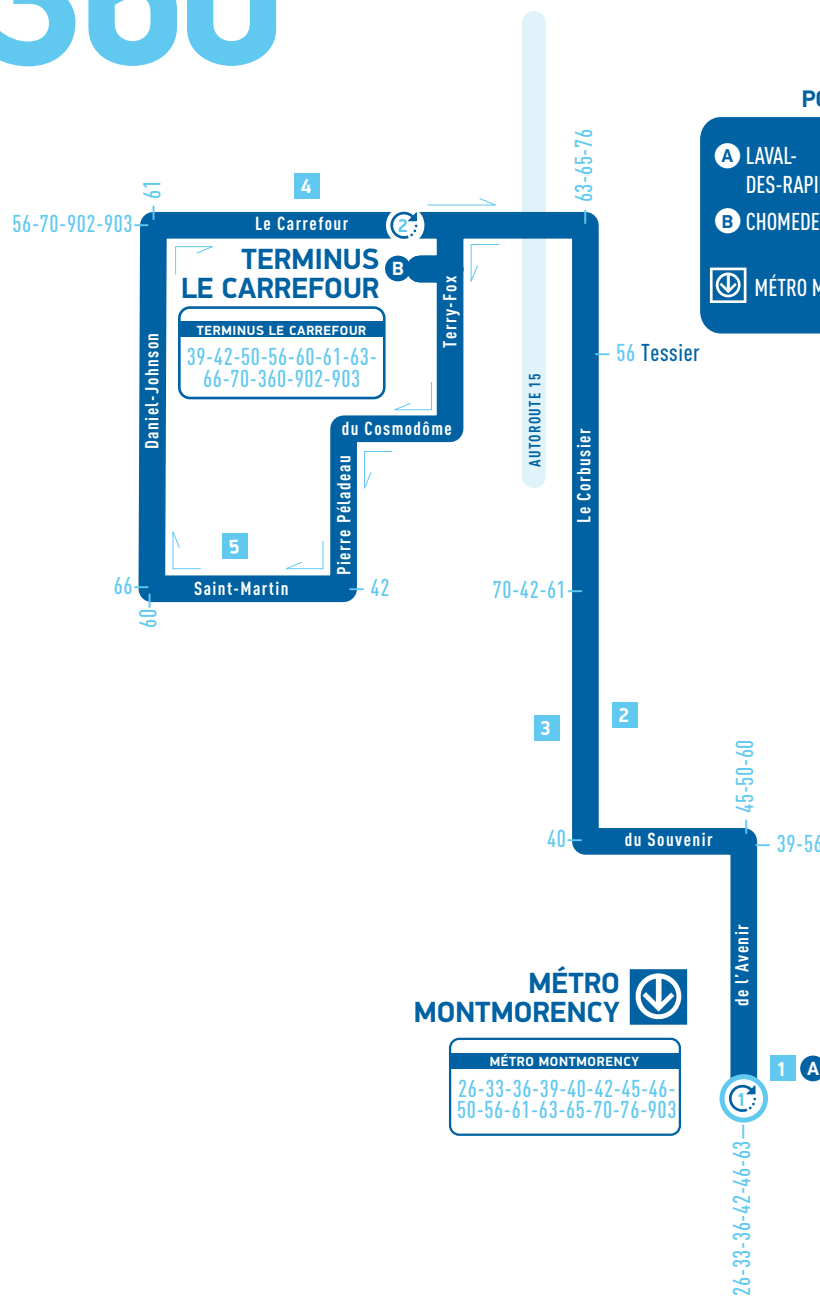 360
PO
A LAVAL-
DES-RAPI
B CHOMEDE
MÉTRO M
61
4
63-65-76
56-70-902-903
Le Carrefour
2
TERMINUS
LE CARREFOUR
B
TERMINUS LE CARREFOUR
39-42-50-56-60-61-63-
66-70-360-902-903
Terry-Fox
Daniel-Johnson
56 Tessier
AUTOROUTE 15
du Cosmodôme
Le Corbusier
Pierre Péladeau
5
66
Saint-Martin
42
60
70-42-61
3
2
45-50-60
40
du Souvenir
39-56
de l'Avenir
MÉTRO
MONTMORENCY
MÉTRO MONTMORENCY
26-33-36-39-40-42-45-46-
50-56-61-63-65-70-76-903
1 A
1
26-33-36-42-46-63